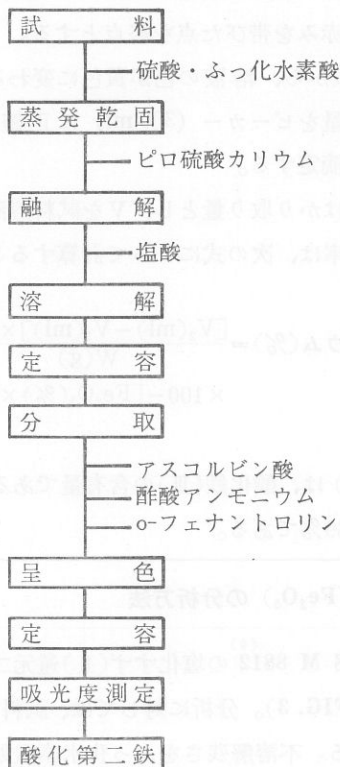 試料
硫酸・ふっ化水素酸
蒸発乾固
ピロ硫酸カリウム
融解
塩酸
溶解
定容
分取
アスコルビン酸
酢酸アンモニウム
o-フェナントロリン
呈色
定容
吸光度測定
酸化第二鉄